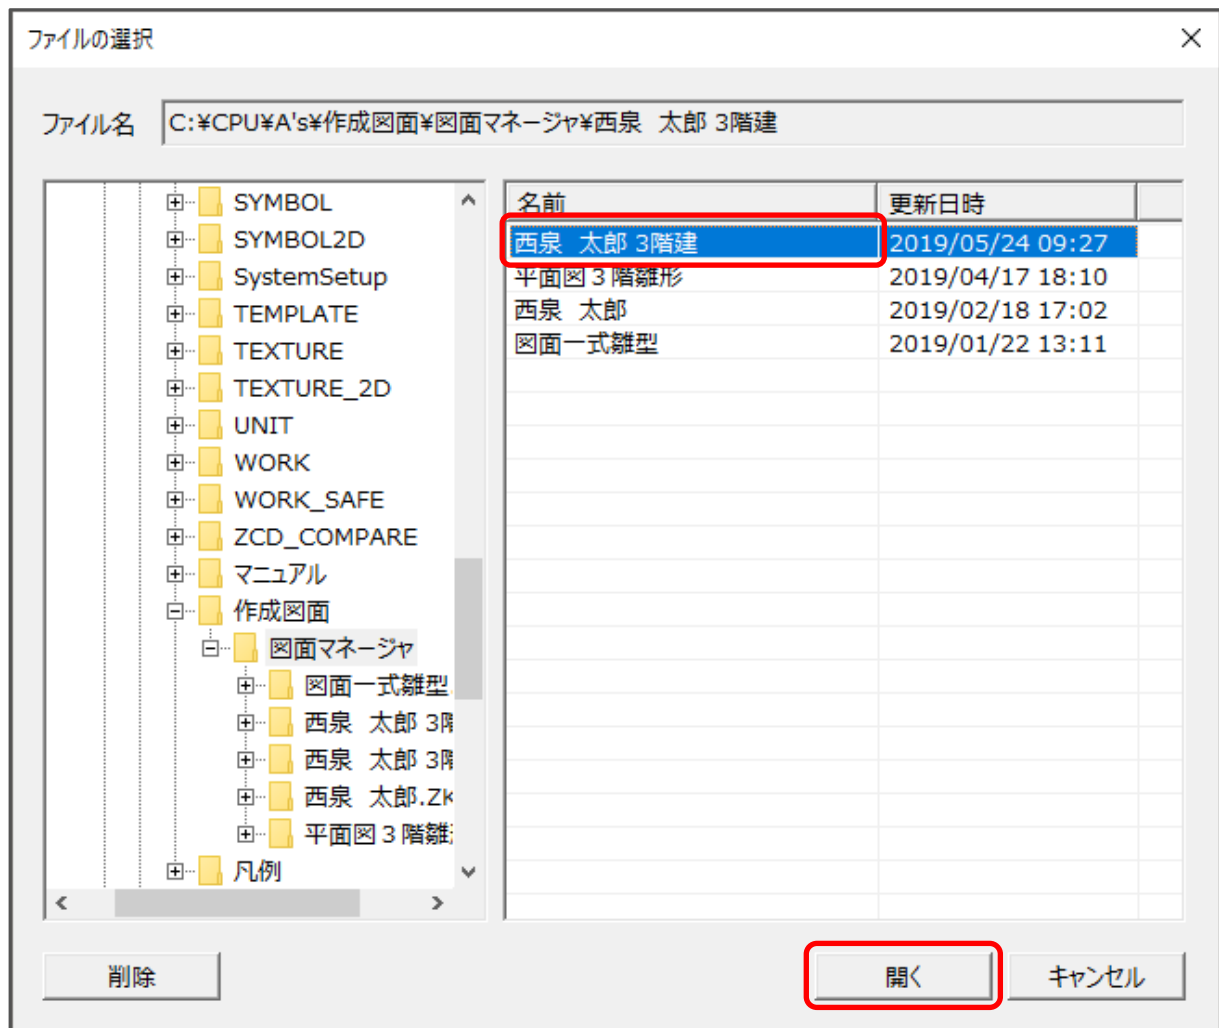 ファイルの選択
ファイル名 C:¥CPU¥A's¥作成図面¥図面マネージャ¥西泉 太郎 3階建
SYMBOL
SYMBOL2D
SystemSetup
TEMPLATE
TEXTURE
TEXTURE_2D
UNIT
WORK
WORK_SAFE
ZCD_COMPARE
マニュアル
作成図面
図面マネージャ
図面一式雛型
西泉 太郎 3階
西泉 太郎 3階
西泉 太郎.ZK
平面図３階雛形
凡例
名前 更新日時
西泉 太郎 3階建 2019/05/24 09:27
平面図３階雛形 2019/04/17 18:10
西泉 太郎 2019/02/18 17:02
図面一式雛型 2019/01/22 13:11
削除 開く キャンセル